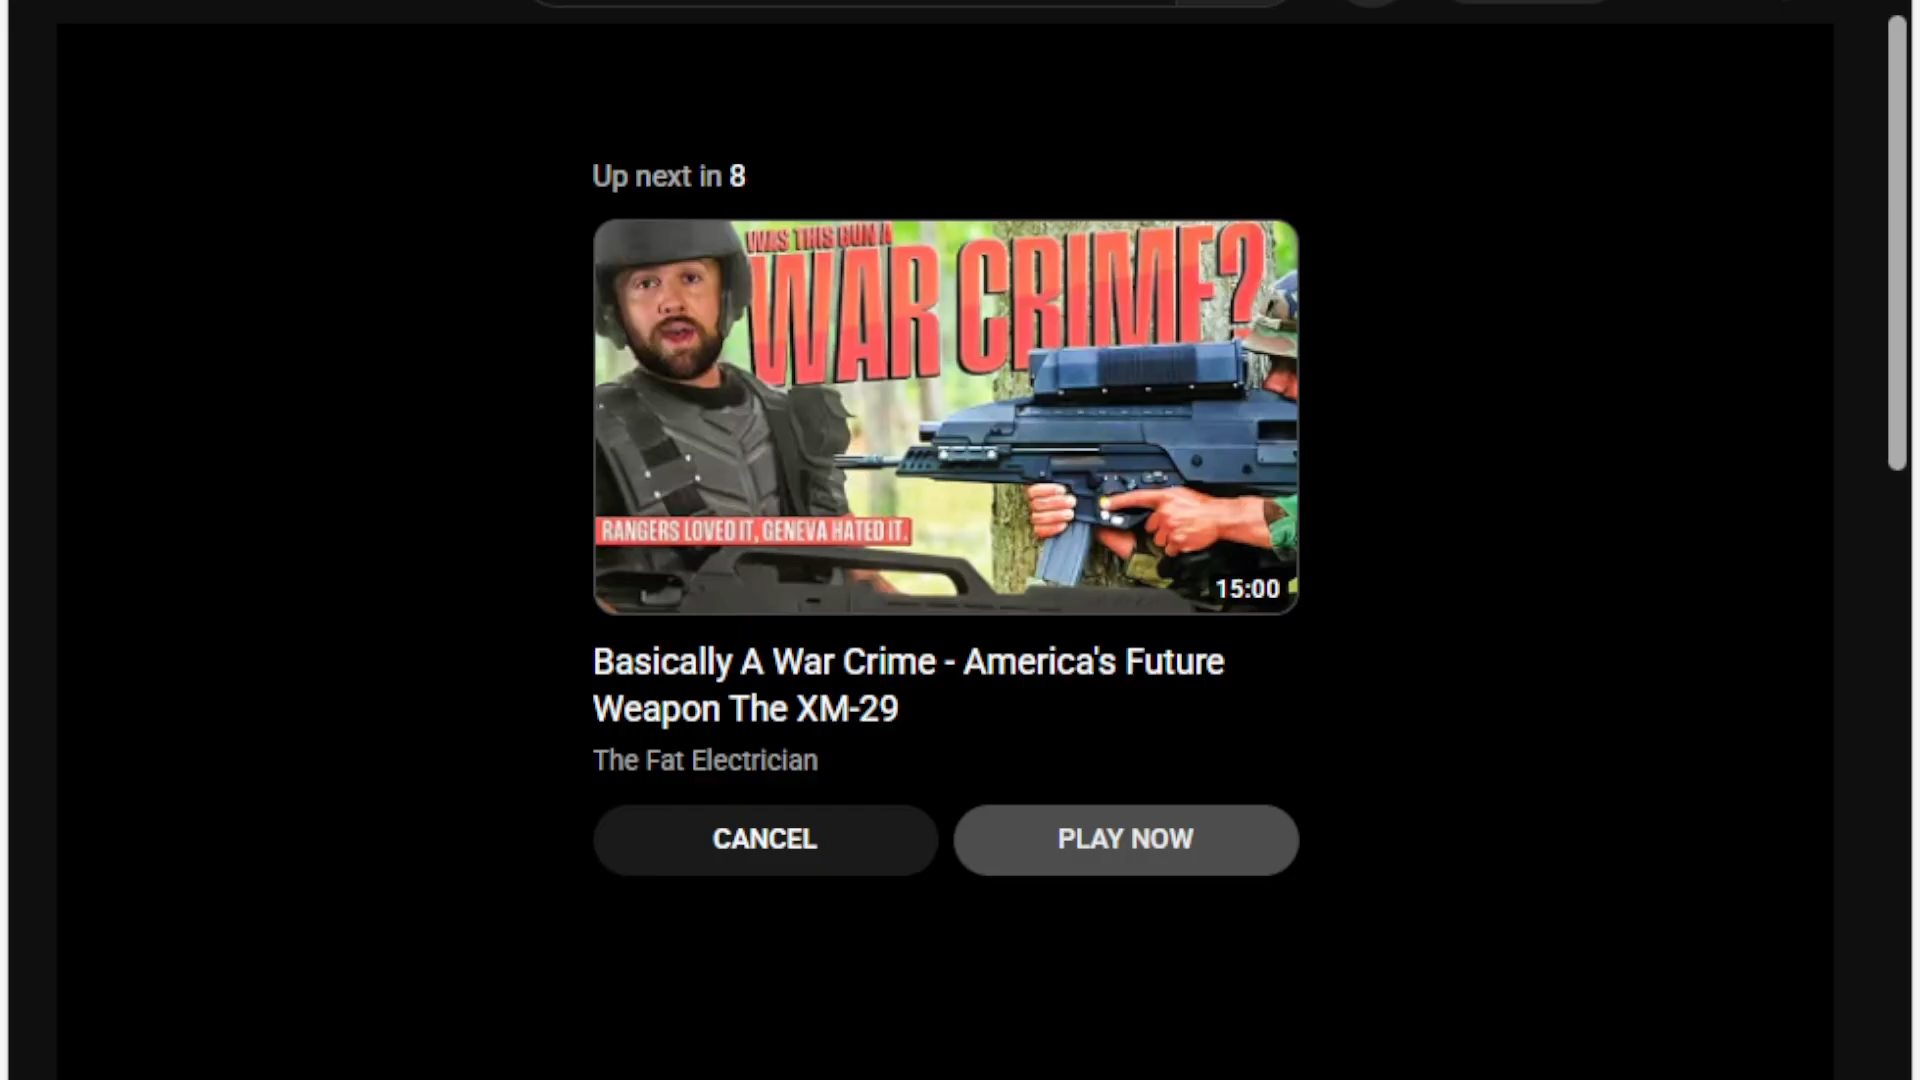 Up next in 8
WAS THIS GUN A
WAR CRIME?
RANGERS LOVED IT, GENEVA HATED IT.
15:00
Basically A War Crime - America's Future
Weapon The XM-29
The Fat Electrician
CANCEL
PLAY NOW